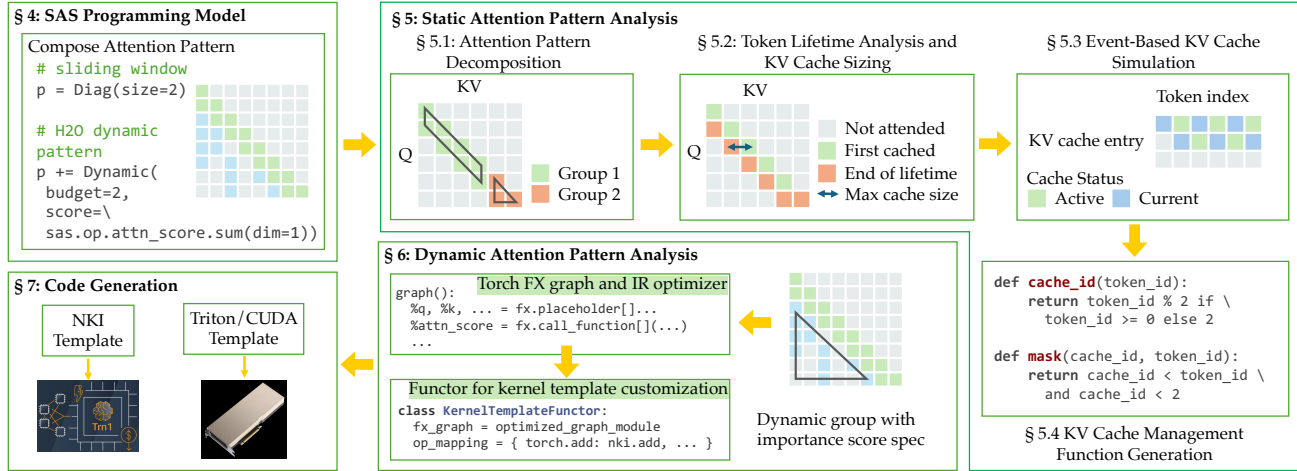 § 4: SAS Programming Model
Compose Attention Pattern
# sliding window
p = Diag(size=2)
# H2O dynamic
pattern
p += Dynamic(
budget=2,
score=\
sas.op.attn_score.sum(dim=1))
§ 5: Static Attention Pattern Analysis
§ 5.1: Attention Pattern
Decomposition
KV
Q
Group 1
Group 2
§ 5.2: Token Lifetime Analysis and
KV Cache Sizing
KV
Q
Not attended
First cached
End of lifetime
Max cache size
§ 5.3 Event-Based KV Cache
Simulation
Token index
KV cache entry
Cache Status
Active
Current
def cache_id(token_id):
return token_id % 2 if \
token_id >= 0 else 2
def mask(cache_id, token_id):
return cache_id < token_id \
and cache_id < 2
§ 5.4 KV Cache Management
Function Generation
§ 6: Dynamic Attention Pattern Analysis
Torch FX graph and IR optimizer
graph():
%q, %k, ... = fx.placeholder[]...
%attn_score = fx.call_function[](...)
...
Functor for kernel template customization
class KernelTemplateFunctor:
fx_graph = optimized_graph_module
op_mapping = { torch.add: nki.add, ... }
Dynamic group with
importance score spec
§ 7: Code Generation
NKI
Template
Triton/CUDA
Template
Trn1